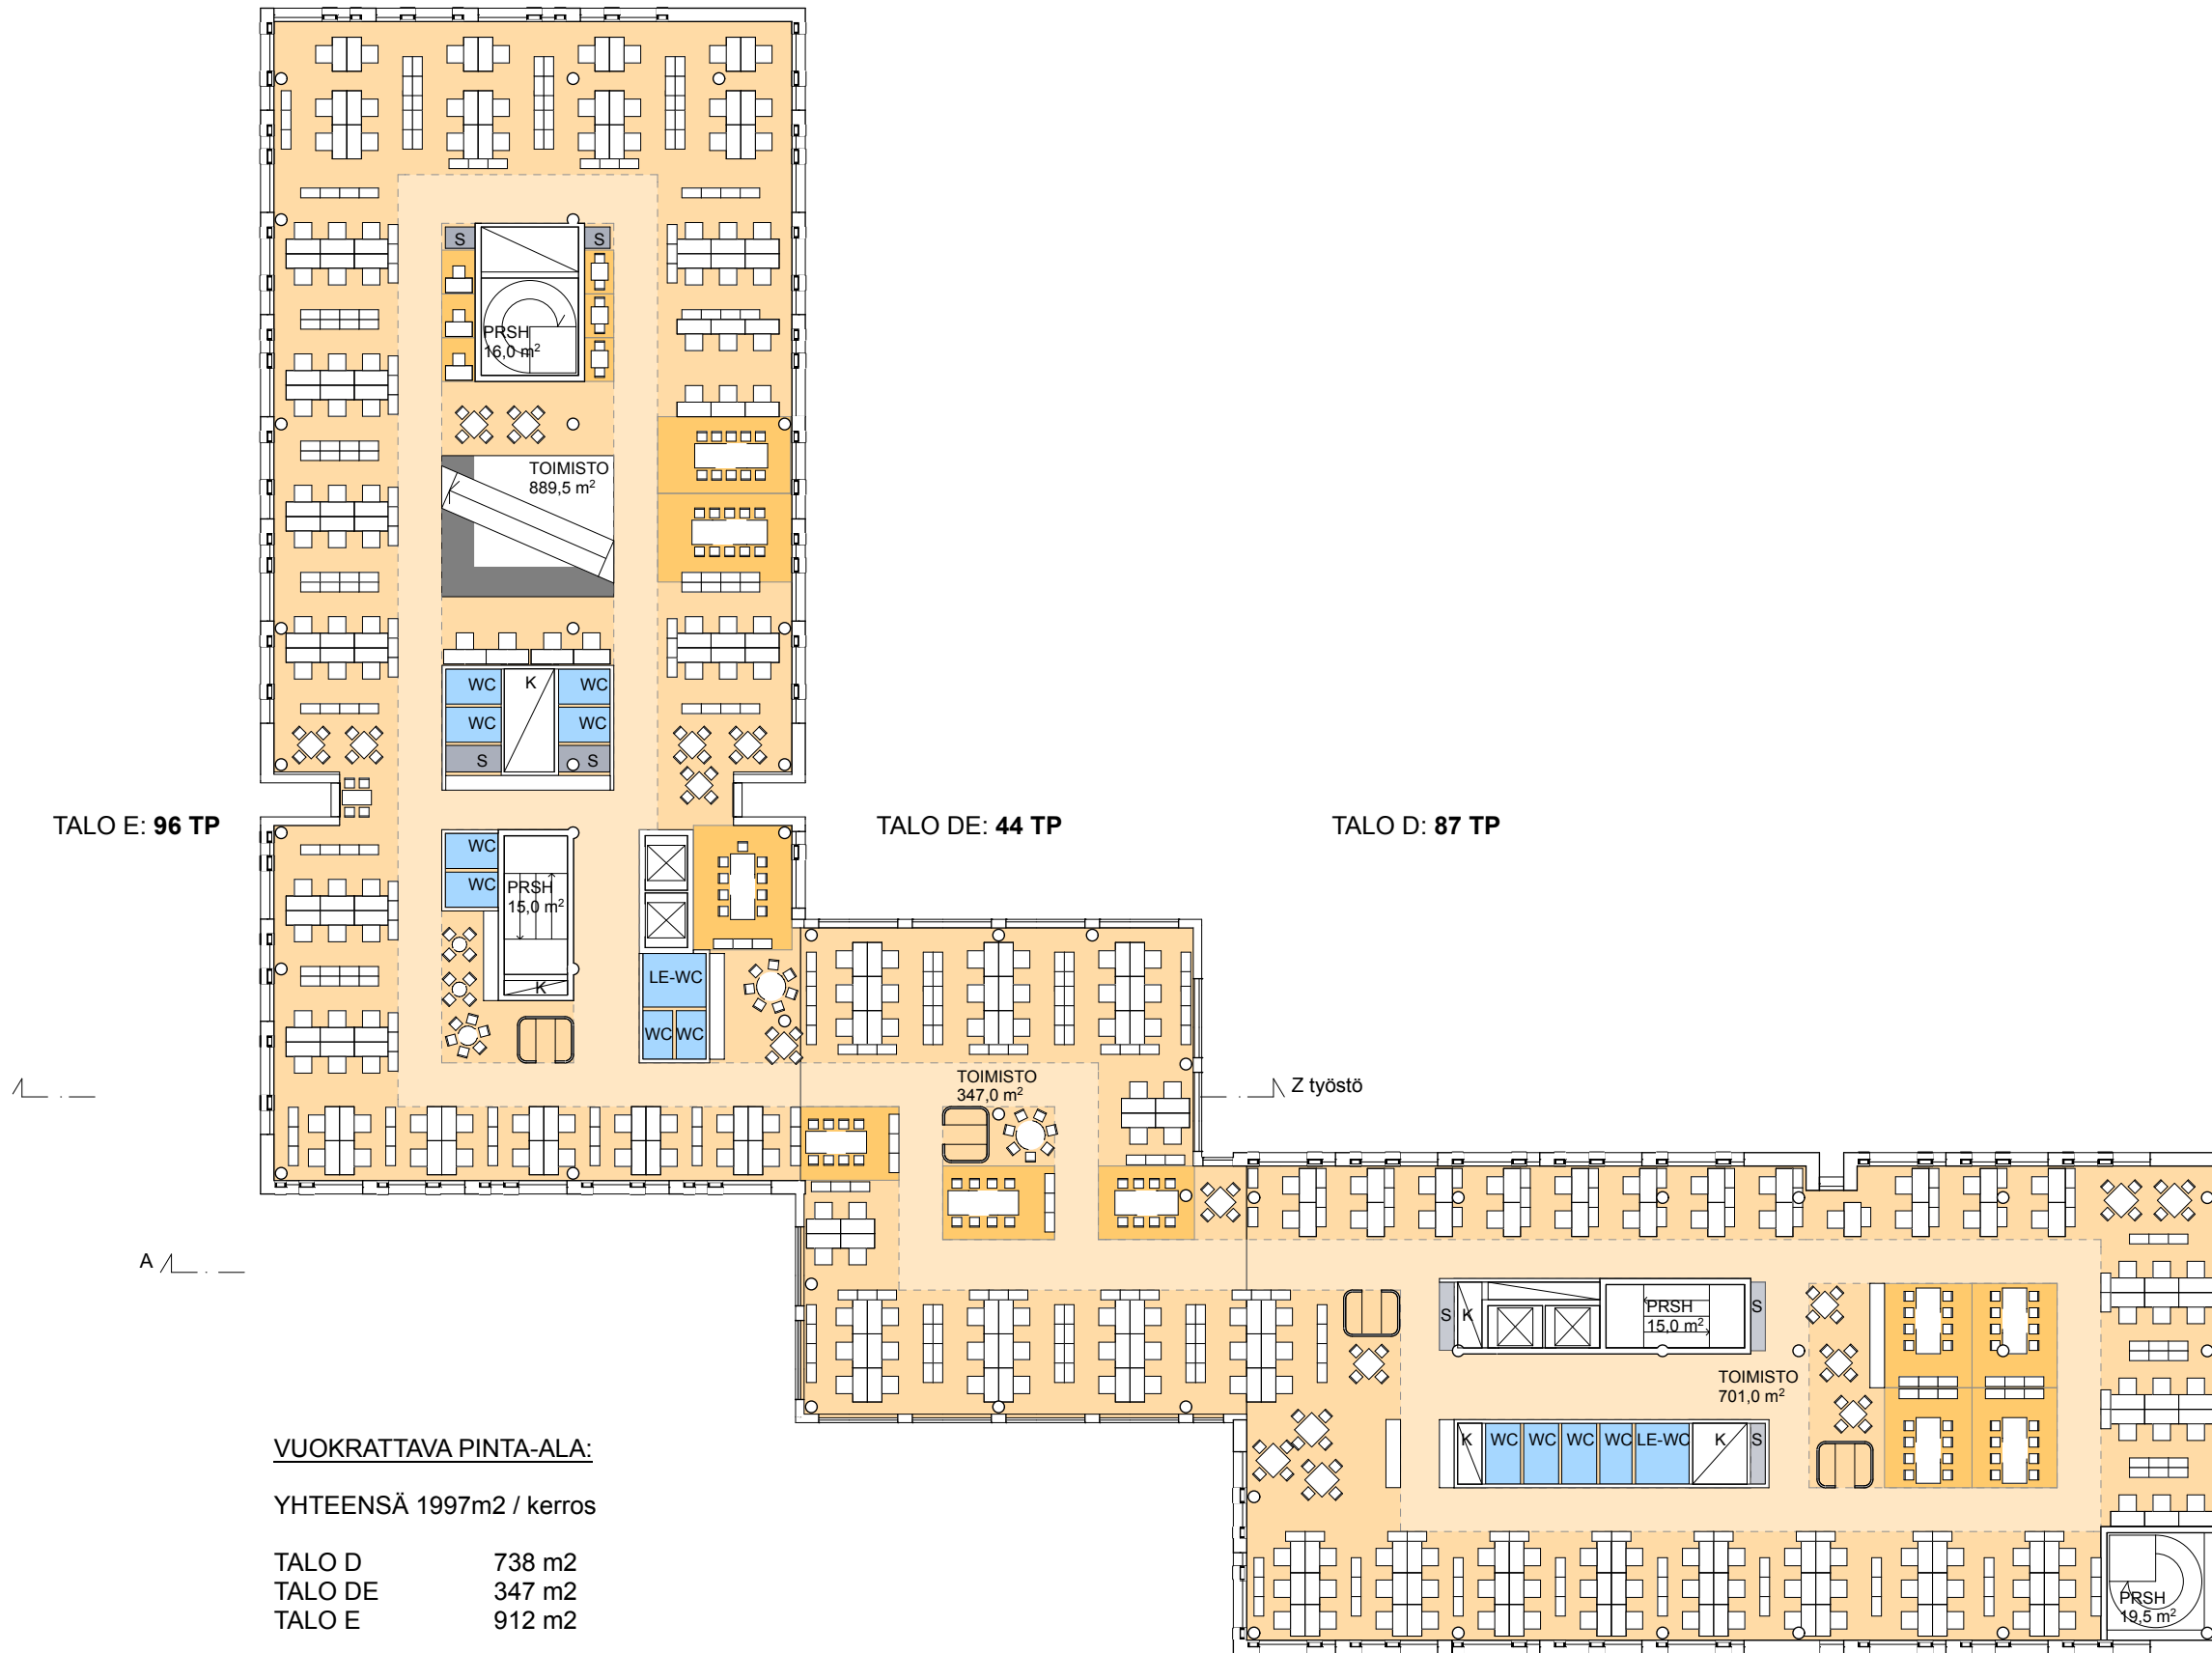 S
S
PRSH
16,0 m²
TOIMISTO
889,5 m²
WC
K
WC
WC
WC
S
S
TALO E: 96 TP
TALO DE: 44 TP
TALO D: 87 TP
WC
WC
PRSH
15,0 m²
K
LE-WC
WC
WC
TOIMISTO
347,0 m²
Z työstö
A
S
K
PRSH
15,0 m²
S
TOIMISTO
701,0 m²
K
WC
WC
WC
WC
LE-WC
K
S
PRSH
19,5 m²
VUOKRATTAVA PINTA-ALA:
YHTEENSÄ 1997m2 / kerros
TALO D 738 m2
TALO DE 347 m2
TALO E 912 m2